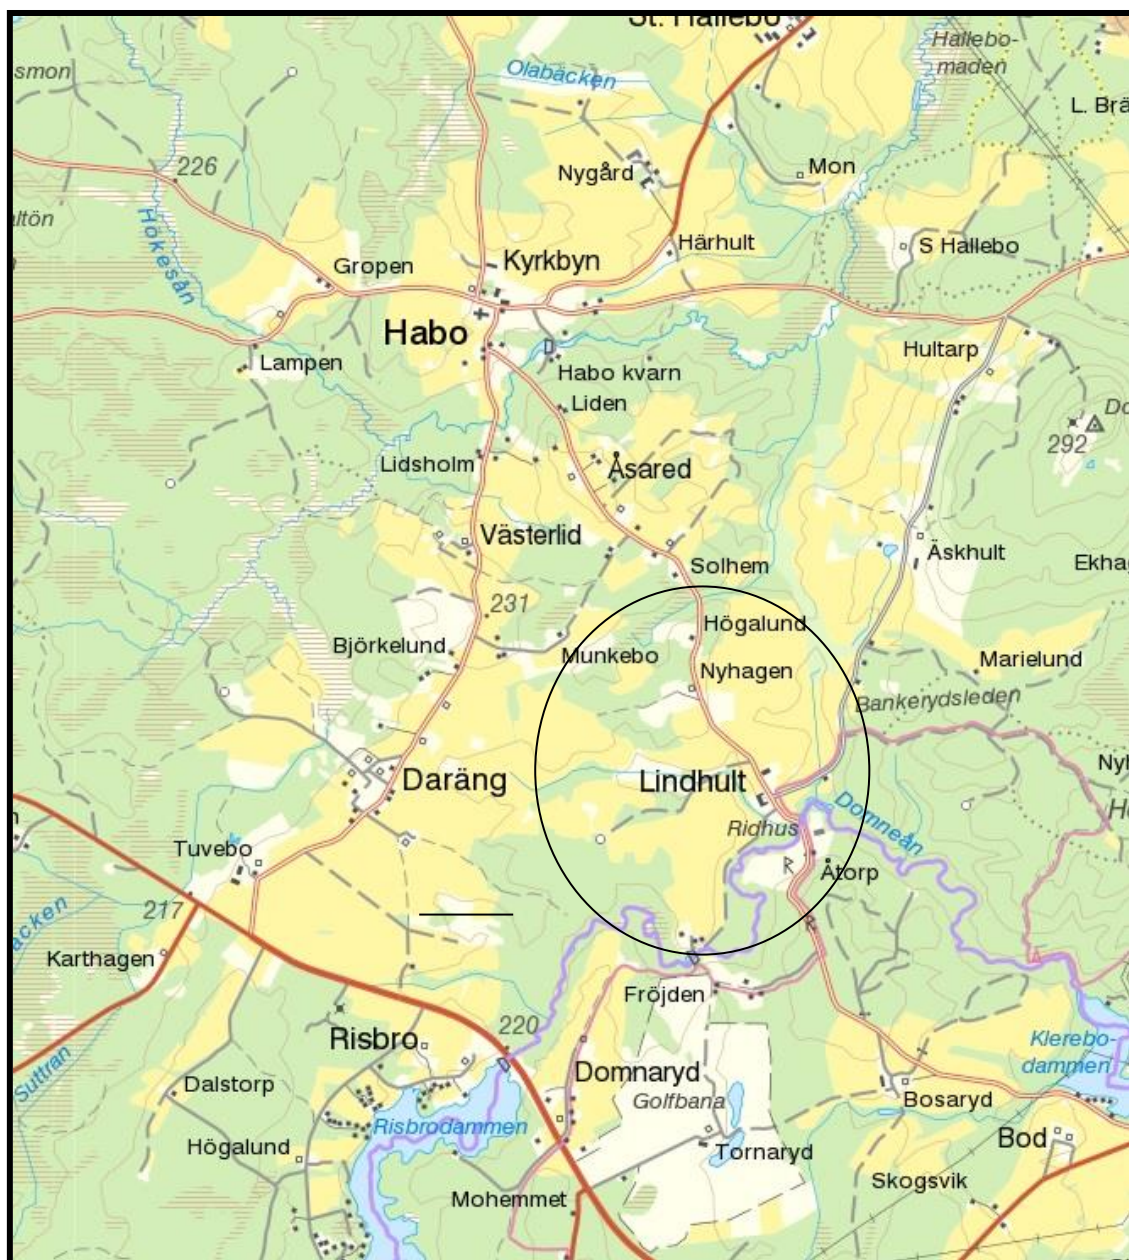 St. Hallebo
Hallebo-
maden
smon
Olabäcken
L. Brä
226
Nygård
Mon
ltön
Hökesån
Härhult
S Hallebo
Kyrkbyn
Gropen
Habo
Hultarp
Lampen
Habo kvarn
Liden
Do
292
Lidsholm
Åsared
Västerlid
Äskhult
Solhem
Ekha
231
Högalund
Björkelund
Munkebo
Marielund
Nyhagen
Bankerydsleden
Nyh
Daräng
Lindhult
Domneån
Ridhus
Tuvebo
Åtorp
217
äcken
Karthagen
Fröjden
220
Risbro
Klerebo-
dammen
Suttran
Domnaryd
Dalstorp
Golfbana
Bosaryd
Risbrodammen
Högalund
Bod
Tornaryd
Skogsvik
Mohemmet